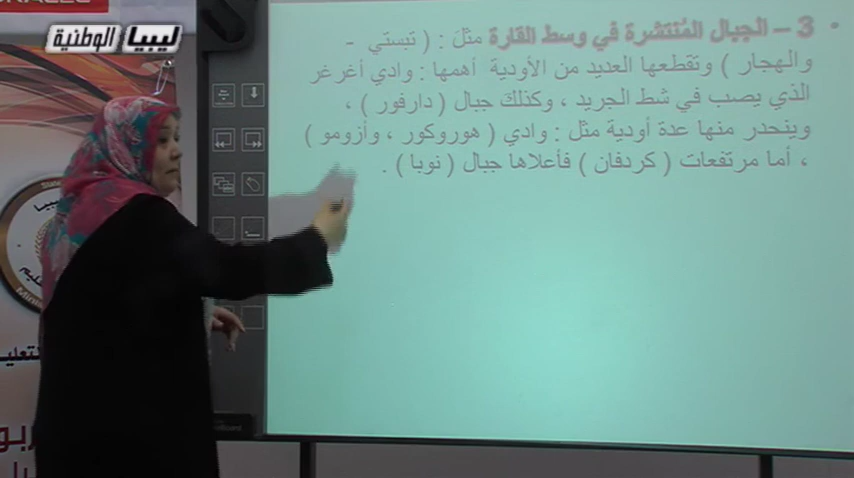 ليبيا الوطنية
3 – الجبال المُنتشرة في وسط القارة مثل : ( تبستي -
والهجار ) وتقطعها العديد من الأودية أهمها : وادي أغرغر
الذي يصب في شط الجريد ، وكذلك جبال ( دارفور ) ،
وينحدر منها عدة أودية مثل : وادي ( هوروكور ، وأزومو )
، أما مرتفعات ( كردفان ) فأعلاها جبال ( نوبا ) .